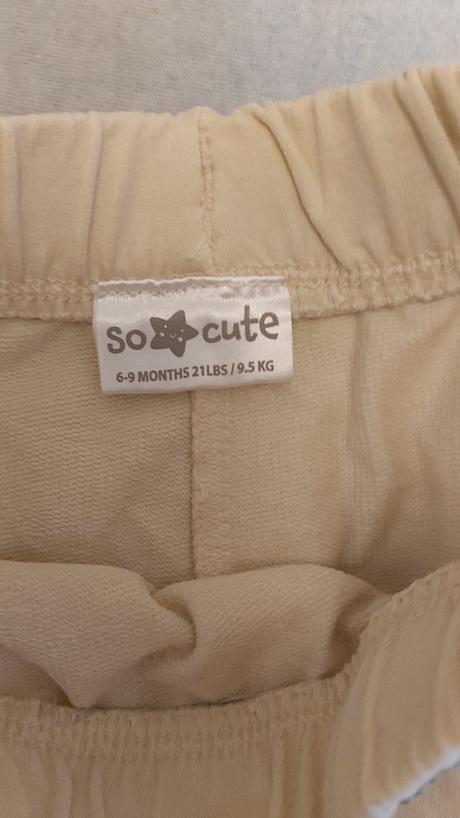 so cute
6-9 MONTHS 21LBS / 9.5 KG